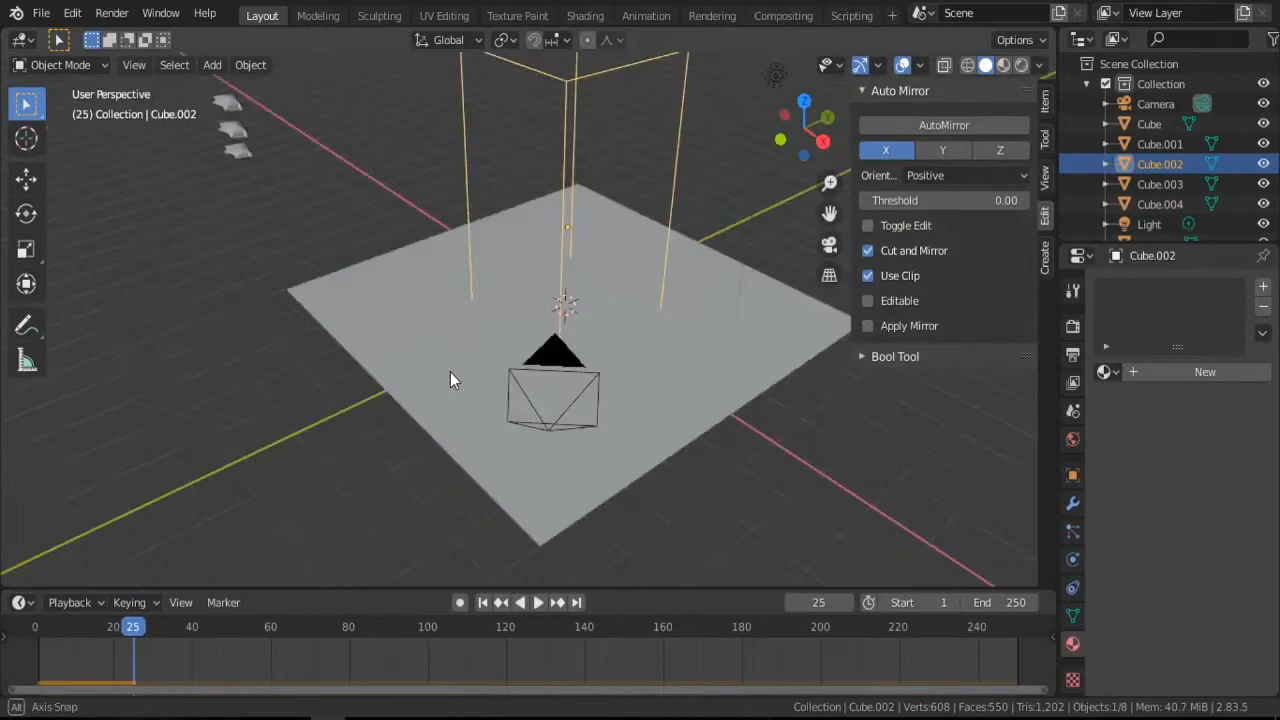 File Edit Render Window Help Layout Modeling Sculpting UV Editing Texture Paint Shading Animation Rendering Compositing Scripting + Scene View Layer
Global Options
Object Mode View Select Add Object
User Perspective
(25) Collection | Cube.002
Z
Y
X
Auto Mirror
AutoMirror
X Y Z
Orient... Positive
Threshold 0.00
Toggle Edit
Cut and Mirror
Use Clip
Editable
Apply Mirror
Bool Tool
Item
Tool
View
Edit
Create
Scene Collection
Collection
Camera
Cube
Cube.001
Cube.002
Cube.003
Cube.004
Light
Cube.002
+ New
Playback Keying View Marker 25 Start 1 End 250
0 20 25 40 60 80 100 120 140 160 180 200 220 240
Alt Axis Snap Collection | Cube.002 | Verts:608 | Faces:550 | Tris:1,202 | Objects:1/8 | Mem: 40.7 MiB | 2.83.5